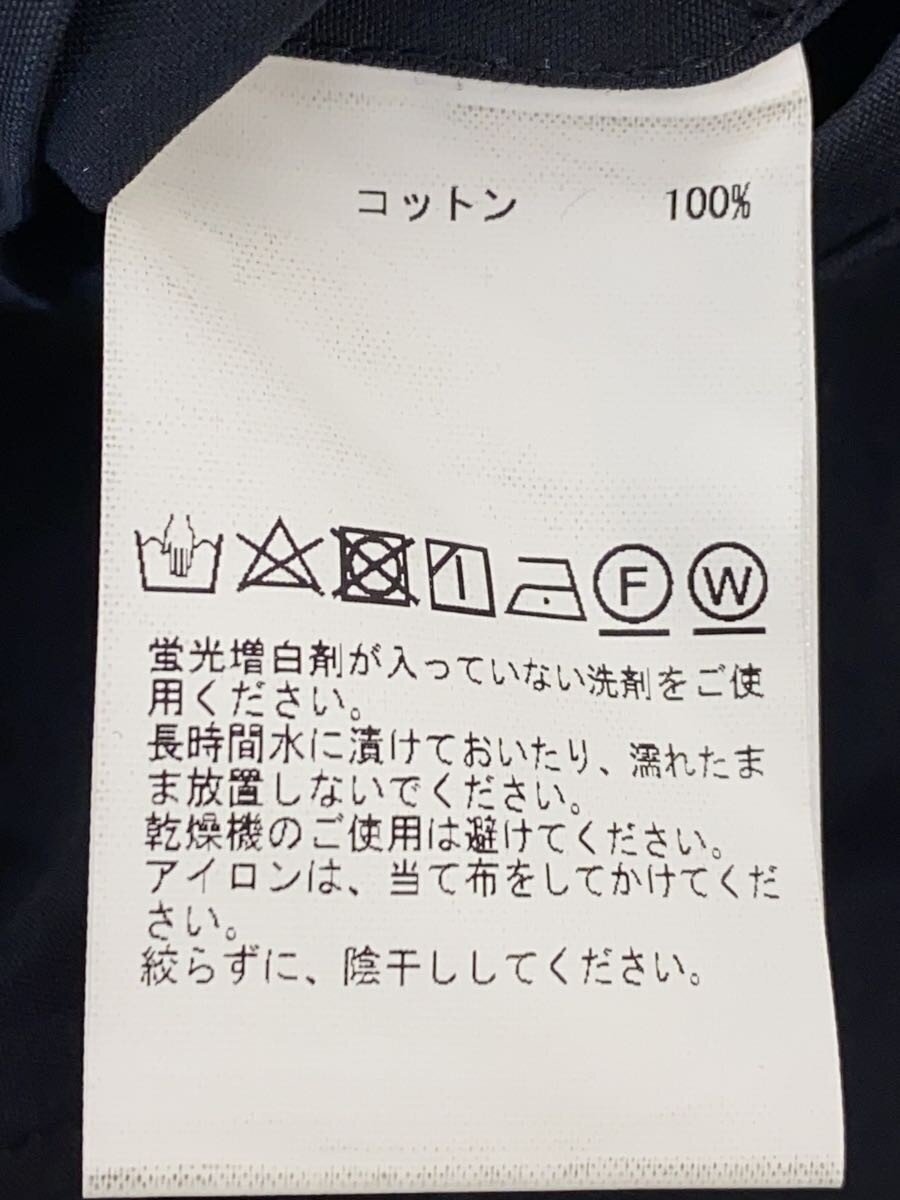 コットン 100%
F W
蛍光増白剤が入っていない洗剤をご使
用ください。
長時間水に漬けておいたり、濡れたま
ま放置しないでください。
乾燥機のご使用は避けてください。
アイロンは、当て布をしてかけてくだ
さい。
絞らずに、陰干ししてください。